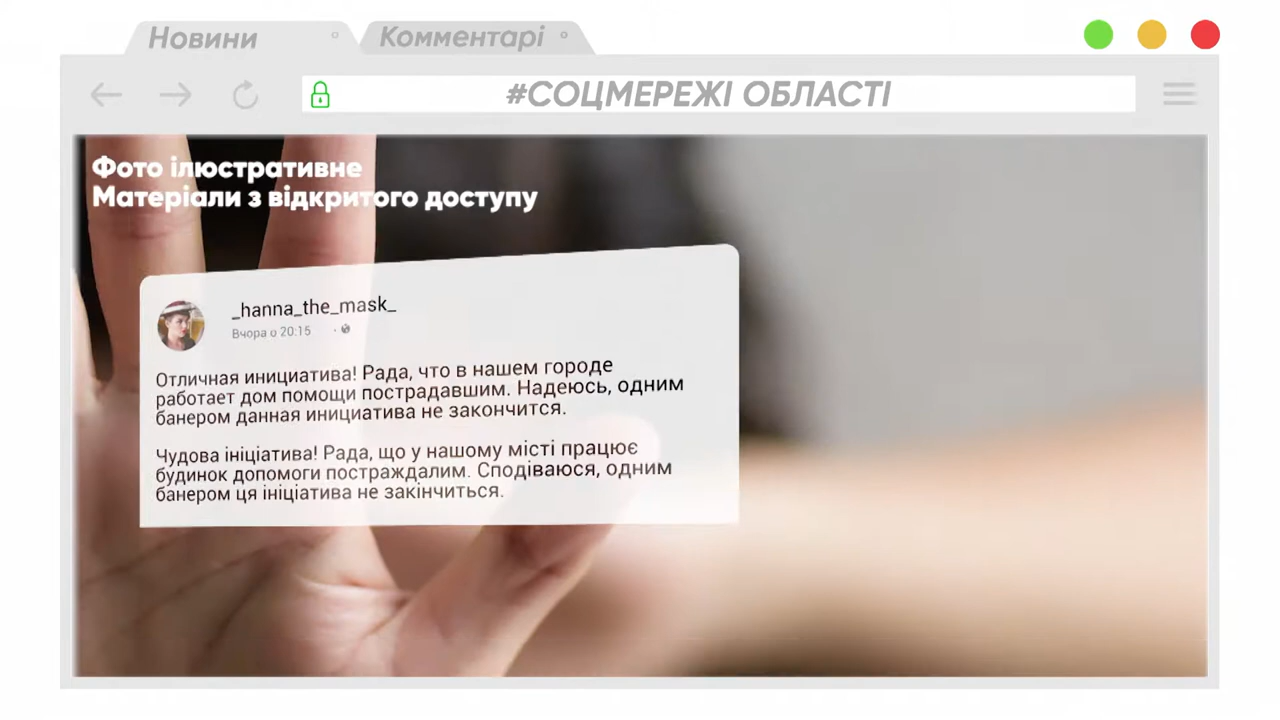 Новини
Комментарі
#СОЦМЕРЕЖІ ОБЛАСТІ
Фото ілюстративне
Матеріали з відкритого доступу
_hanna_the_mask_
Вчора о 20:15
Отличная инициатива! Рада, что в нашем городе
работает дом помощи пострадавшим. Надеюсь, одним
банером данная инициатива не закончится.
Чудова ініціатива! Рада, що у нашому місті працює
будинок допомоги постраждалим. Сподіваюся, одним
банером ця ініціатива не закінчиться.